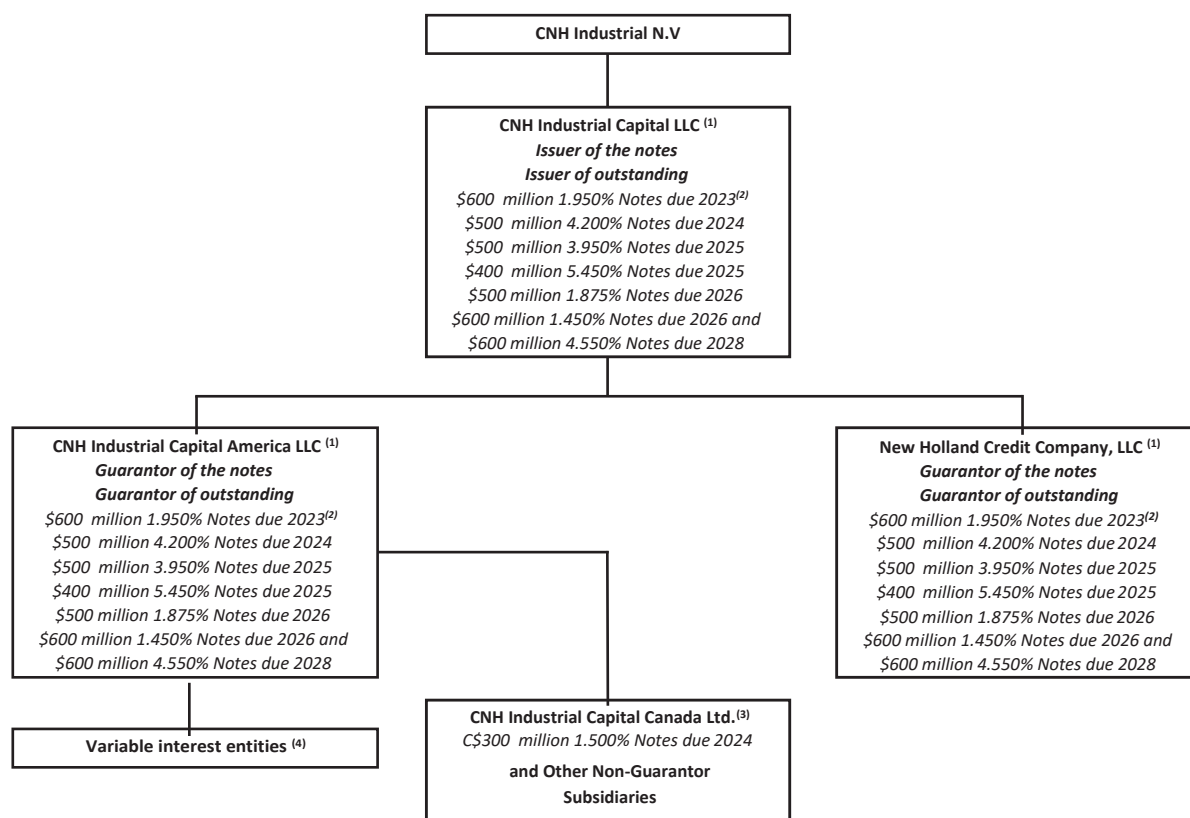 CNH Industrial N.V
CNH Industrial Capital LLC (1)
Issuer of the notes
Issuer of outstanding
$600 million 1.950% Notes due 2023(2)
$500 million 4.200% Notes due 2024
$500 million 3.950% Notes due 2025
$400 million 5.450% Notes due 2025
$500 million 1.875% Notes due 2026
$600 million 1.450% Notes due 2026 and
$600 million 4.550% Notes due 2028
CNH Industrial Capital America LLC (1)
Guarantor of the notes
Guarantor of outstanding
$600 million 1.950% Notes due 2023(2)
$500 million 4.200% Notes due 2024
$500 million 3.950% Notes due 2025
$400 million 5.450% Notes due 2025
$500 million 1.875% Notes due 2026
$600 million 1.450% Notes due 2026 and
$600 million 4.550% Notes due 2028
New Holland Credit Company, LLC (1)
Guarantor of the notes
Guarantor of outstanding
$600 million 1.950% Notes due 2023(2)
$500 million 4.200% Notes due 2024
$500 million 3.950% Notes due 2025
$400 million 5.450% Notes due 2025
$500 million 1.875% Notes due 2026
$600 million 1.450% Notes due 2026 and
$600 million 4.550% Notes due 2028
Variable interest entities (4)
CNH Industrial Capital Canada Ltd.(3)
C$300 million 1.500% Notes due 2024
and Other Non-Guarantor
Subsidiaries